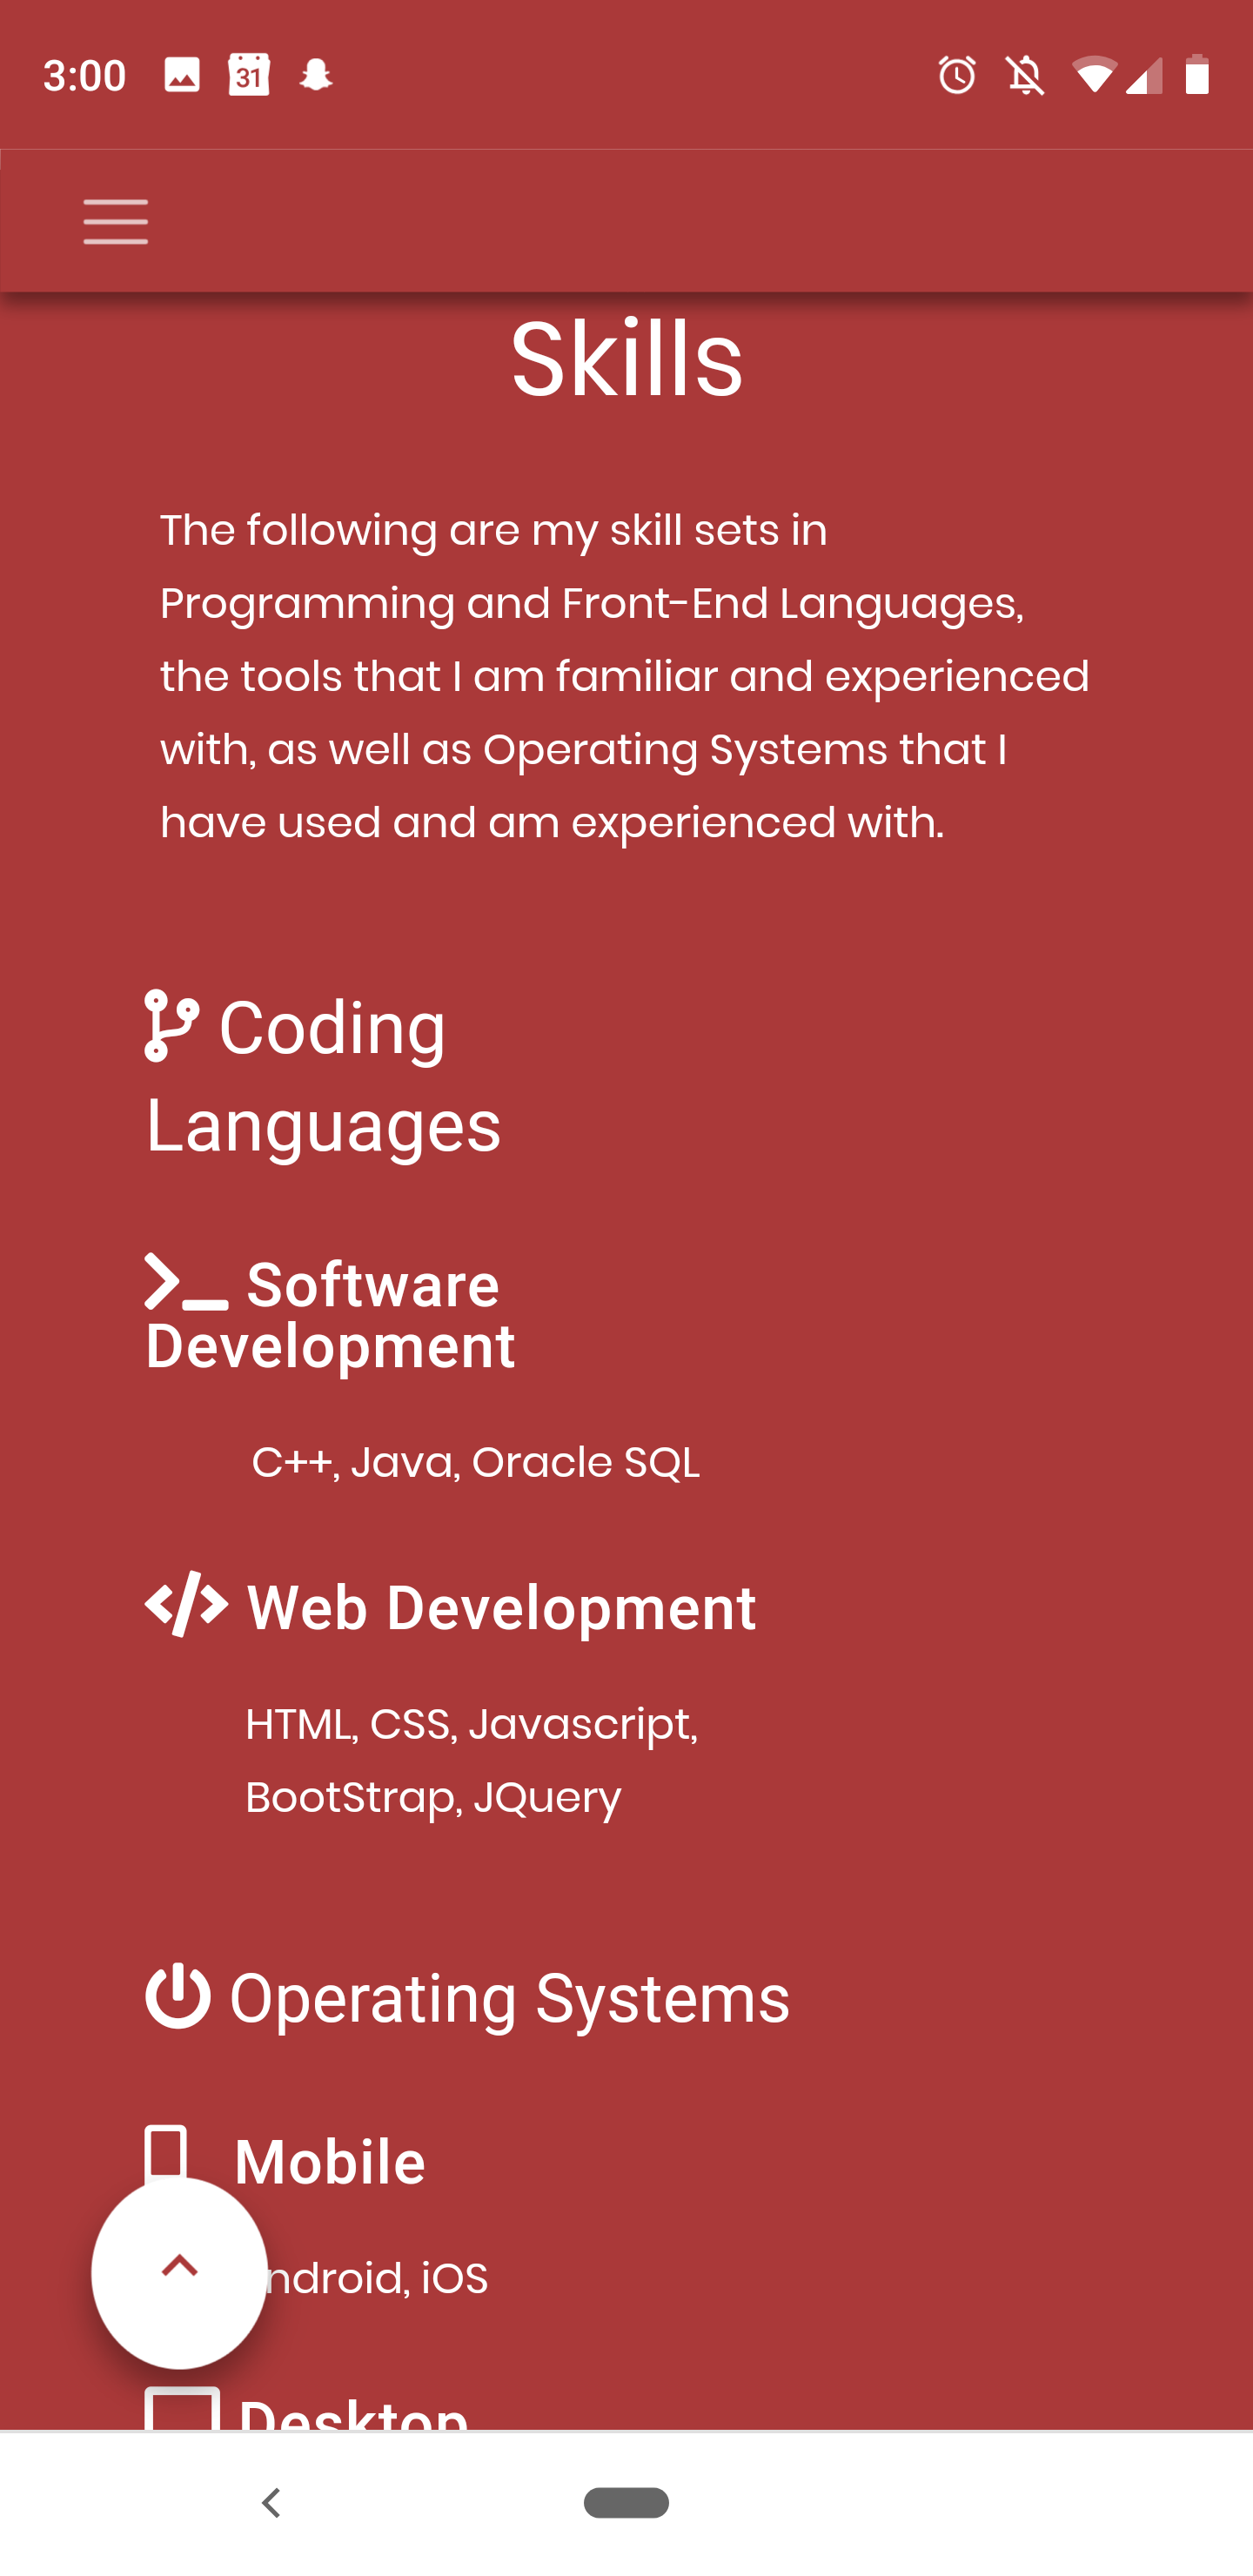 3:00
31
Skills
The following are my skill sets in
Programming and Front-End Languages,
the tools that I am familiar and experienced
with, as well as Operating Systems that I
have used and am experienced with.
Coding
Languages
Software
Development
C++, Java, Oracle SQL
Web Development
HTML, CSS, Javascript,
BootStrap, JQuery
Operating Systems
Mobile
ndroid, iOS
Desktop